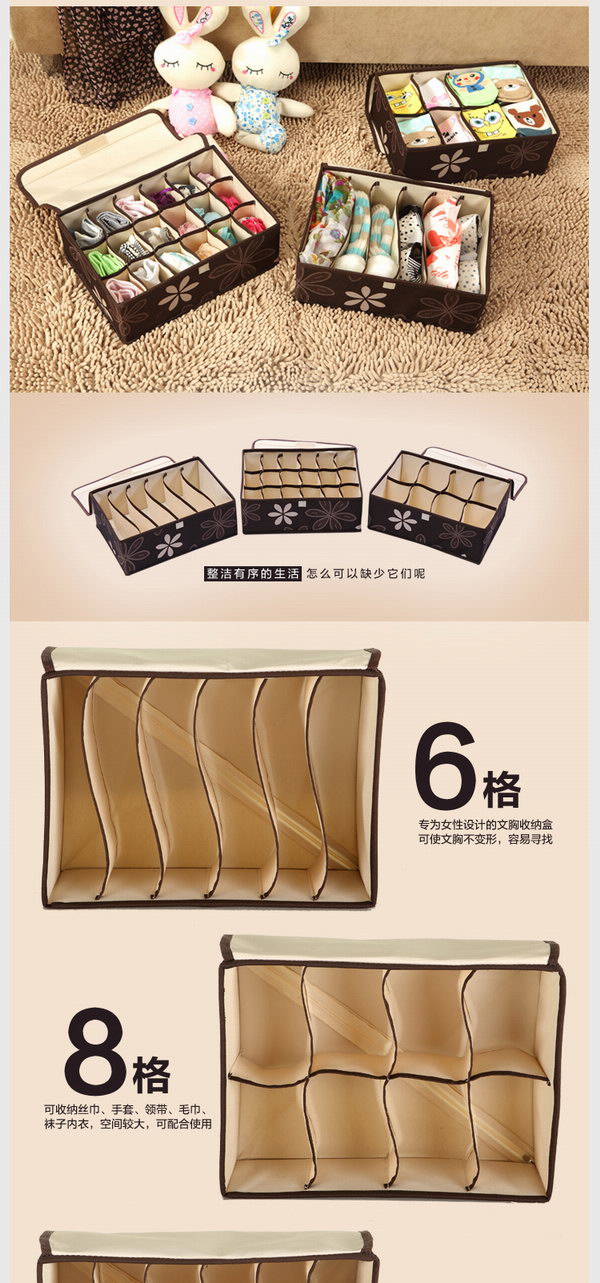 整洁有序的生活 怎么可以缺少它们呢
6格
专为女性设计的文胸收纳盒
可使文胸不变形，容易寻找
8格
可收纳丝巾、手套、领带、毛巾、
袜子内衣，空间较大，可配合使用